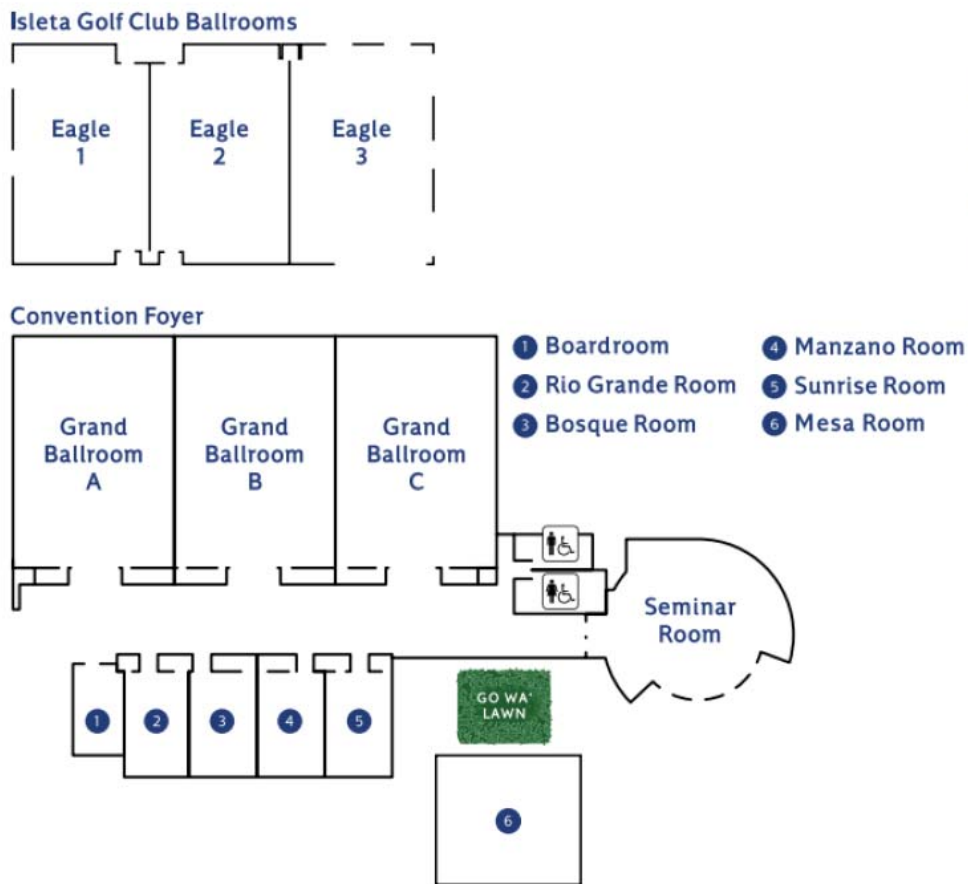 Isleta Golf Club Ballrooms
Eagle
1
Eagle
2
Eagle
3
Convention Foyer
Grand
Ballroom
A
Grand
Ballroom
B
Grand
Ballroom
C
1 Boardroom
2 Rio Grande Room
3 Bosque Room
4 Manzano Room
5 Sunrise Room
6 Mesa Room
Seminar
Room
GO WA'
LAWN
1
2
3
4
5
6